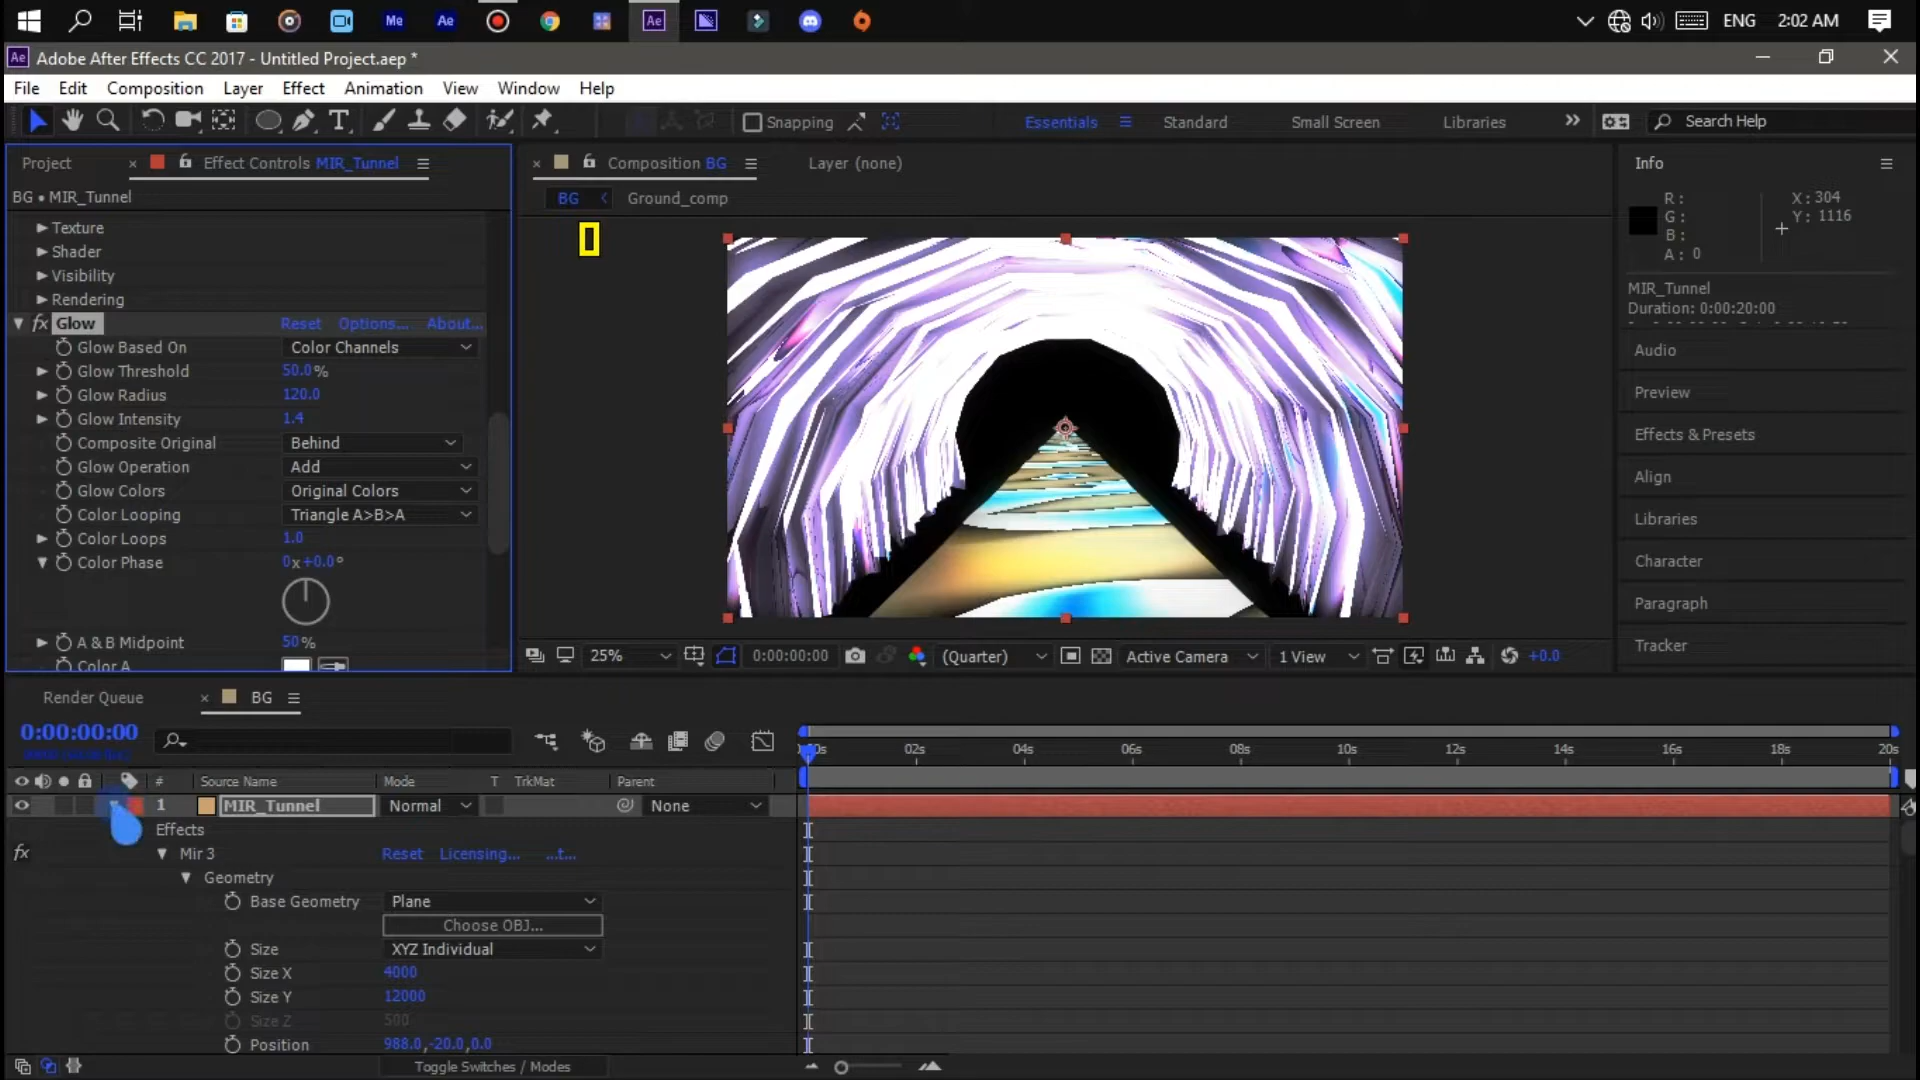 Me
Ae
Ae
ENG
2:02 AM
Ae Adobe After Effects CC 2017 - Untitled Project.aep *
File Edit Composition Layer Effect Animation View Window Help
T
Snapping
Essentials
Standard
Small Screen
Libraries
Search Help
Project
Effect Controls MIR_Tunnel
BG • MIR_Tunnel
Texture
Shader
Visibility
Rendering
fx Glow Reset Options... About...
Glow Based On Color Channels
Glow Threshold 50.0%
Glow Radius 120.0
Glow Intensity 1.4
Composite Original Behind
Glow Operation Add
Glow Colors Original Colors
Color Looping Triangle A>B>A
Color Loops 1.0
Color Phase 0x+0.0°
A & B Midpoint 50%
Color A
Composition BG
Layer (none)
BG
Ground_comp
25%
0:00:00:00
(Quarter)
Active Camera
1 View
+0.0
Info
R:
G:
B:
A: 0
X: 304
Y: 1116
MIR_Tunnel
Duration: 0:00:20:00
Audio
Preview
Effects & Presets
Align
Libraries
Character
Paragraph
Tracker
Render Queue
BG
0:00:00:00
02s 04s 06s 08s 10s 12s 14s 16s 18s 20s
# Source Name Mode T TrkMat Parent
1 MIR_Tunnel Normal None
Effects
fx Mir 3 Reset Licensing... ...t...
Geometry
Base Geometry Plane
Choose OBJ...
Size XYZ Individual
Size X 4000
Size Y 12000
Size Z 500
Position 988.0,-20.0,0.0
Toggle Switches / Modes